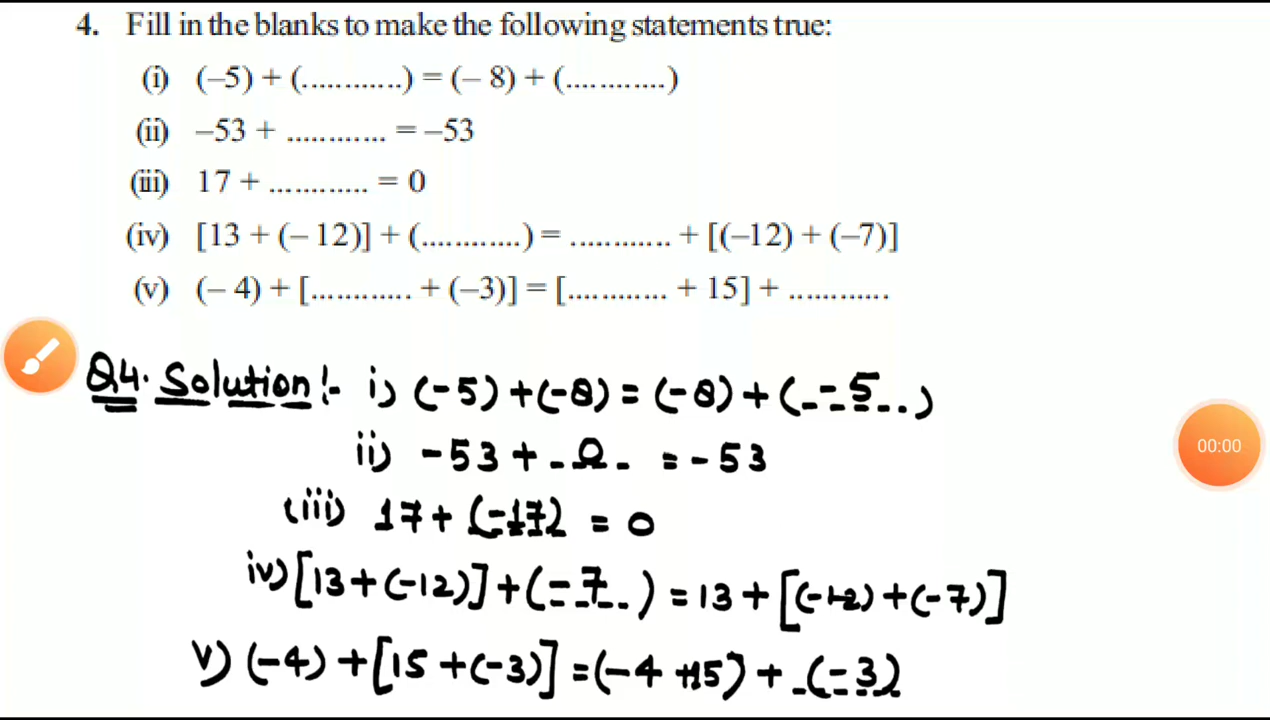 4. Fill in the blanks to make the following statements true:
(i) (–5) + (............) = (– 8) + (............)
(ii) –53 + ............ = –53
(iii) 17 + ............ = 0
(iv) [13 + (– 12)] + (............) = ............ + [(–12) + (–7)]
(v) (– 4) + [............ + (–3)] = [............ + 15] + ............
Q4. Solution:- i) (-5) + (-8) = (-8) + (--5--.)
ii) -53 + -0- = -53
(iii) 17 + (-17) = 0
iv) [13 + (-12)] + (-7..) = 13 + [(-12) + (-7)]
v) (-4) + [15 + (-3)] = (-4 +15) + -(-3)
00:00